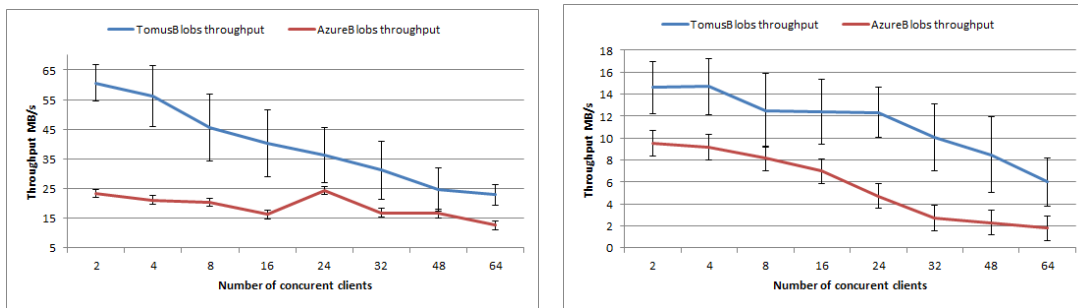 TomusBlobs throughput AzureBlobs throughput
65
55
45
35
25
15
5
Throughput MB/s
2 4 8 16 24 32 48 64
Number of concurent clients
TomusBlobs throughput AzureBlobs throughput
18
16
14
12
10
8
6
4
2
0
Throughput MB/s
2 4 8 16 24 32 48 64
Number of concurent clients